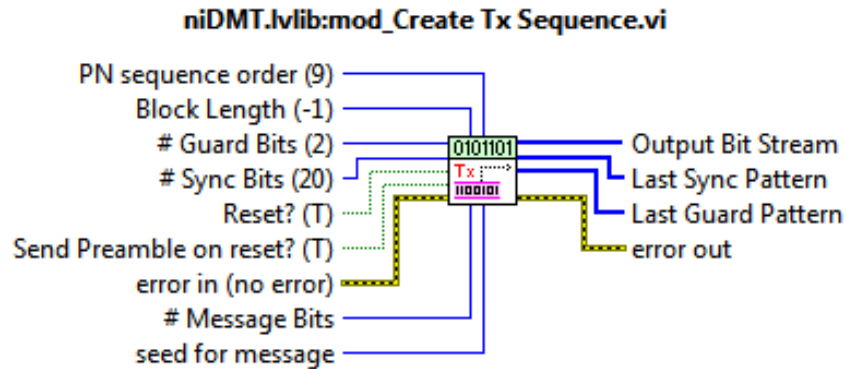 niDMT.lvlib:mod_Create Tx Sequence.vi
PN sequence order (9)
Block Length (-1)
# Guard Bits (2)
# Sync Bits (20)
Reset? (T)
Send Preamble on reset? (T)
error in (no error)
# Message Bits
seed for message
0101101
Tx
1100101
Output Bit Stream
Last Sync Pattern
Last Guard Pattern
error out